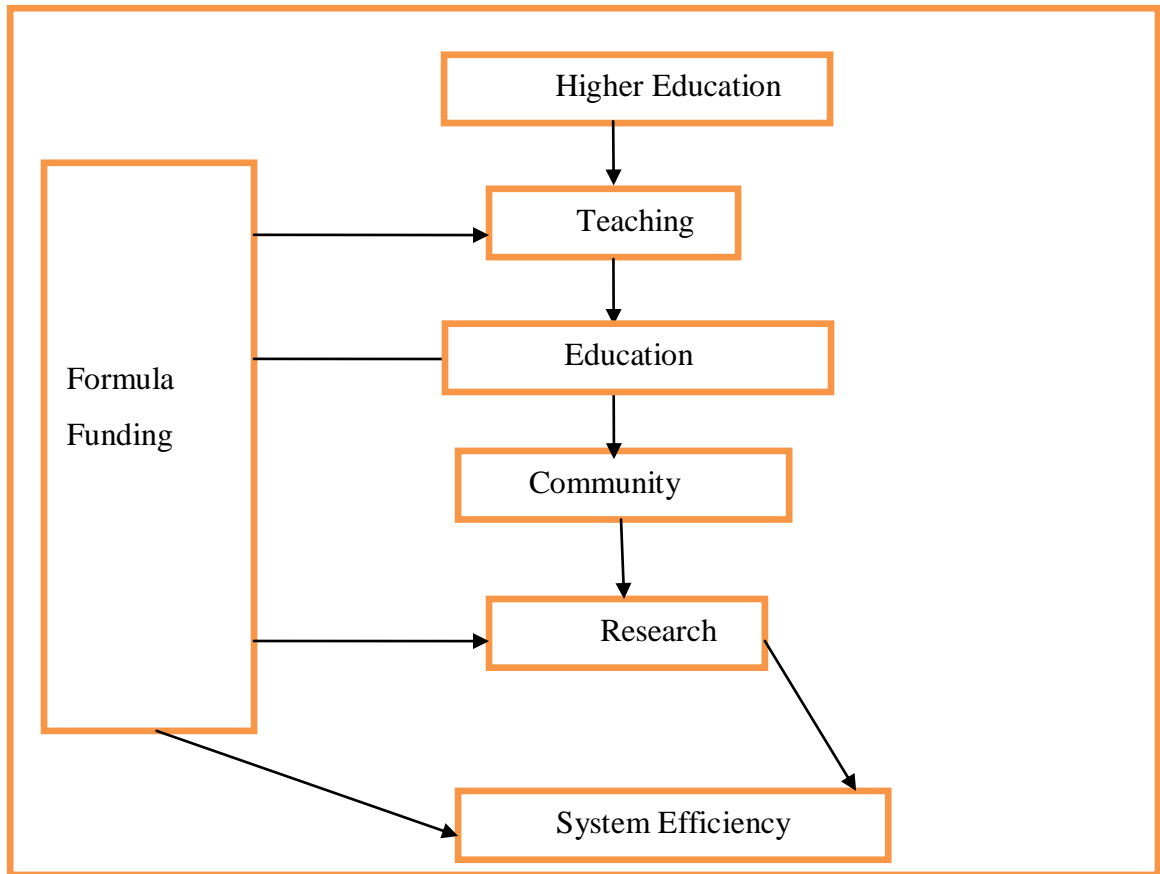 Higher Education
Teaching
Education
Formula
Funding
Community
Research
System Efficiency